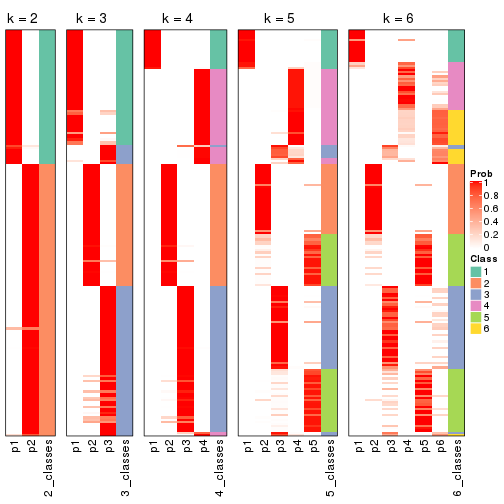 k = 2
k = 3
k = 4
k = 5
k = 6
Prob
1
0.8
0.6
0.4
0.2
0
Class
1
2
3
4
5
6
p1
p2
2_classes
p1
p2
p3
3_classes
p1
p2
p3
p4
4_classes
p1
p2
p3
p4
p5
5_classes
p1
p2
p3
p4
p5
p6
6_classes